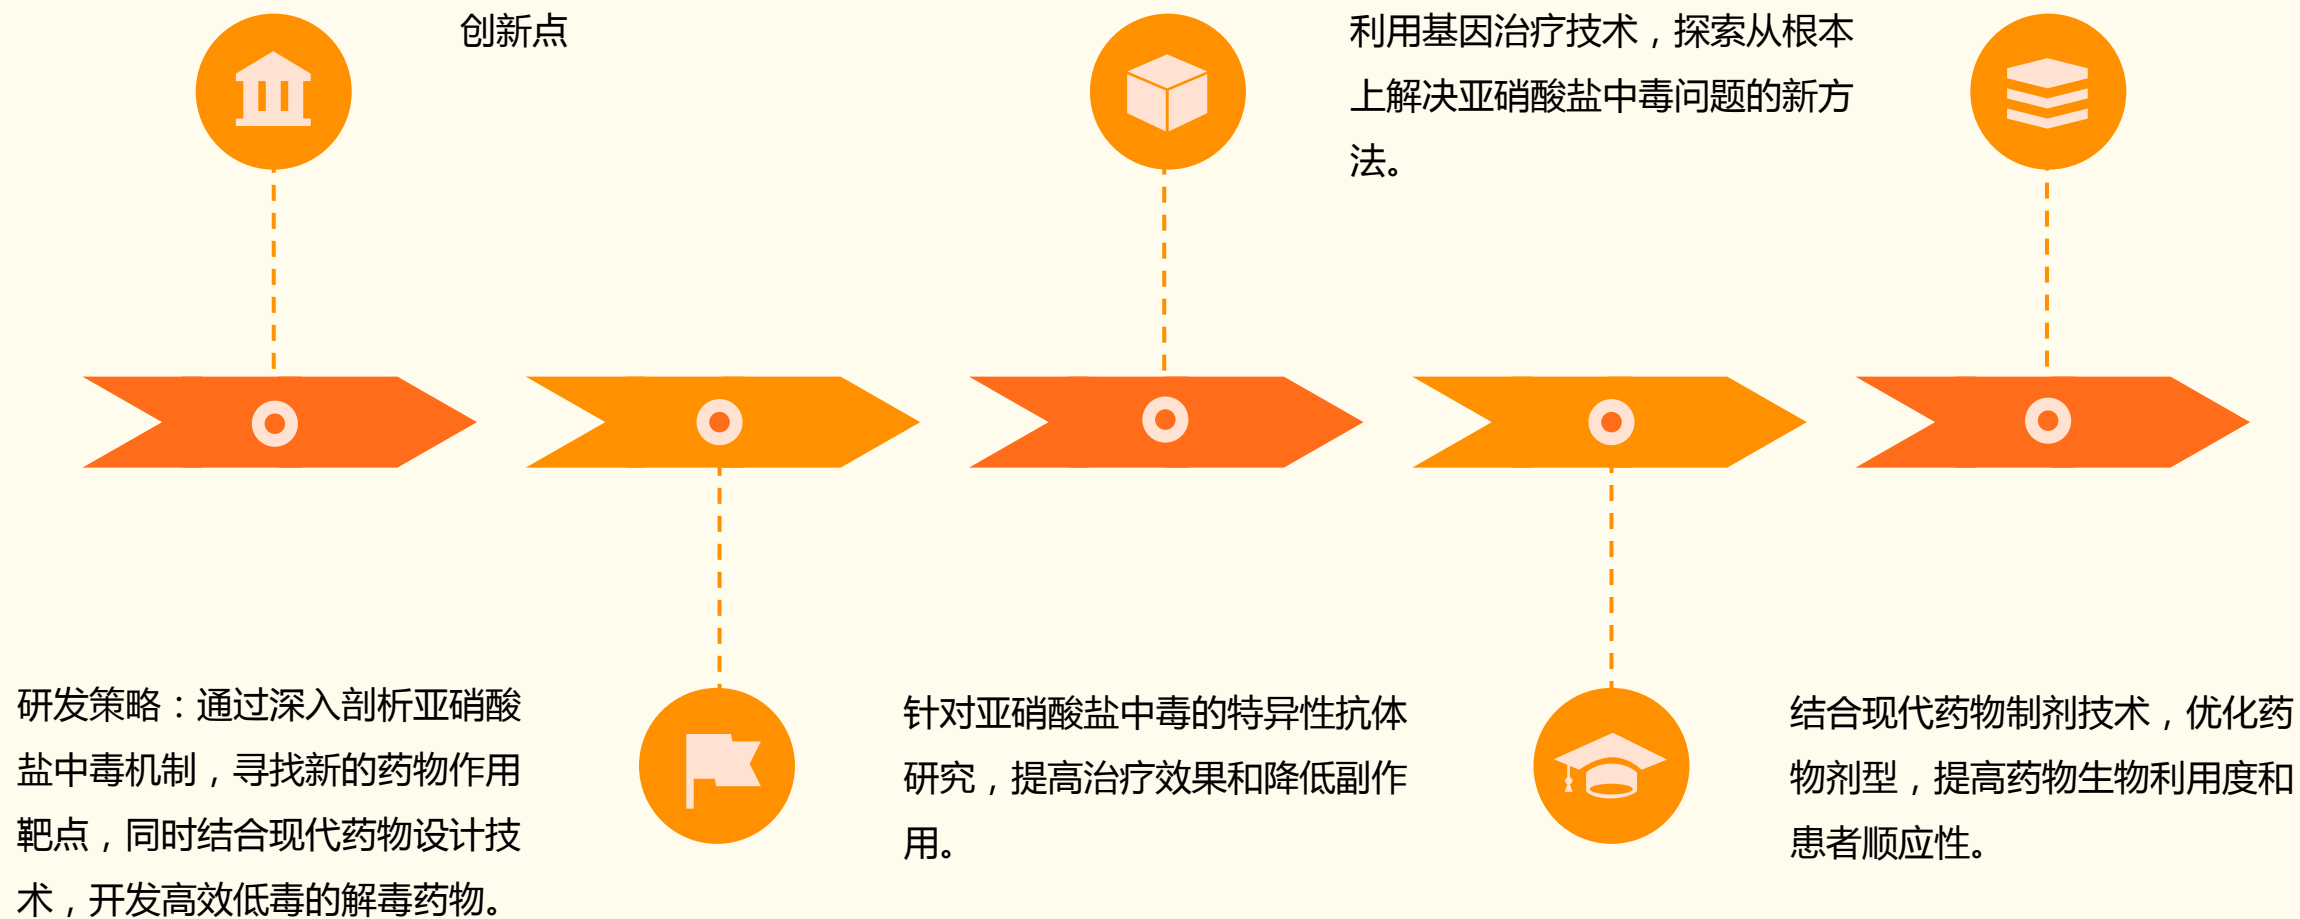 研发策略：通过深入剖析亚硝酸
盐中毒机制，寻找新的药物作用
靶点，同时结合现代药物设计技
术，开发高效低毒的解毒药物。
创新点
针对亚硝酸盐中毒的特异性抗体
研究，提高治疗效果和降低副作
用。
利用基因治疗技术，探索从根本
上解决亚硝酸盐中毒问题的新方
法。
结合现代药物制剂技术，优化药
物剂型，提高药物生物利用度和
患者顺应性。